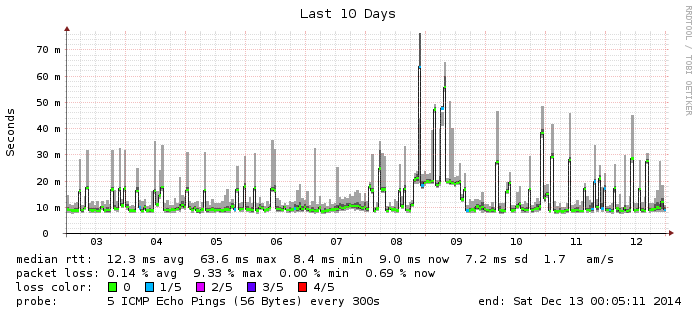 Last 10 Days
RRDTOOL / TOBI OETIKER
Seconds
70 m
60 m
50 m
40 m
30 m
20 m
10 m
0
03 04 05 06 07 08 09 10 11 12
median rtt: 12.3 ms avg 63.6 ms max 8.4 ms min 9.0 ms now 7.2 ms sd 1.7 am/s
packet loss: 0.14 % avg 9.33 % max 0.00 % min 0.69 % now
loss color: 0 1/5 2/5 3/5 4/5
probe: 5 ICMP Echo Pings (56 Bytes) every 300s end: Sat Dec 13 00:05:11 2014